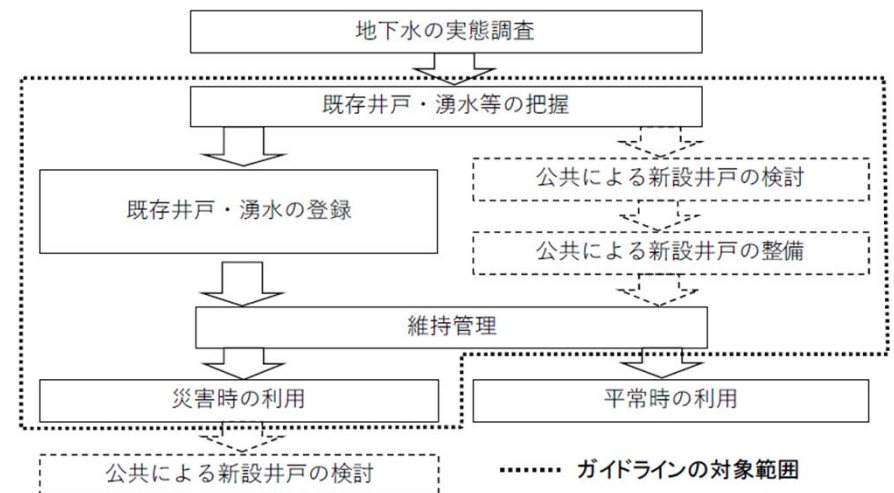 地下水の実態調査
既存井戸・湧水等の把握
公共による新設井戸の検討
既存井戸・湧水の登録
公共による新設井戸の整備
維持管理
災害時の利用
平常時の利用
公共による新設井戸の検討
ガイドラインの対象範囲